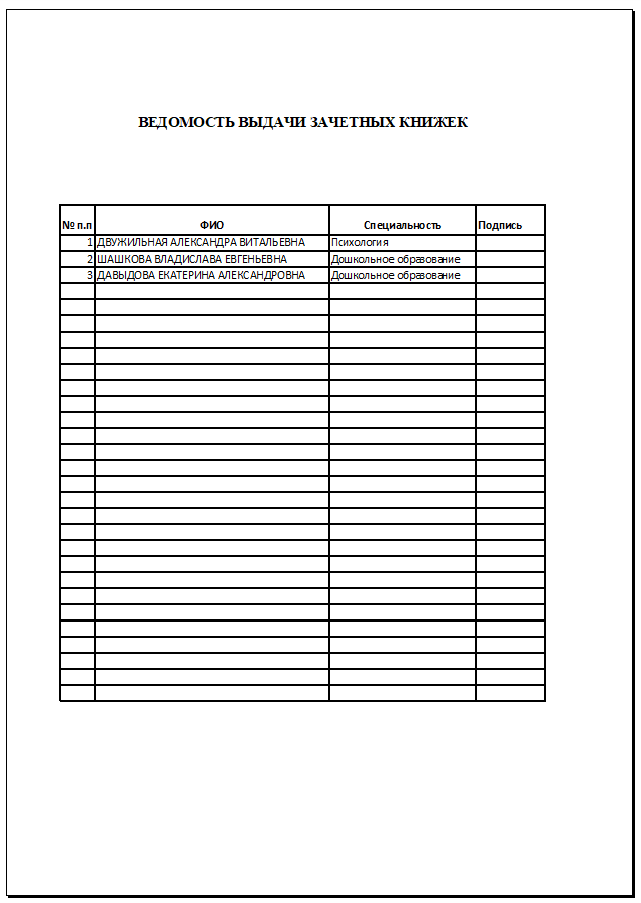 ВЕДОМОСТЬ ВЫДАЧИ ЗАЧЕТНЫХ КНИЖЕК
№ п.п ФИО Специальность Подпись
1 ДВУЖИЛЬНАЯ АЛЕКСАНДРА ВИТАЛЬЕВНА Психология
2 ШАШКОВА ВЛАДИСЛАВА ЕВГЕНЬЕВНА Дошкольное образование
3 ДАВЫДОВА ЕКАТЕРИНА АЛЕКСАНДРОВНА Дошкольное образование